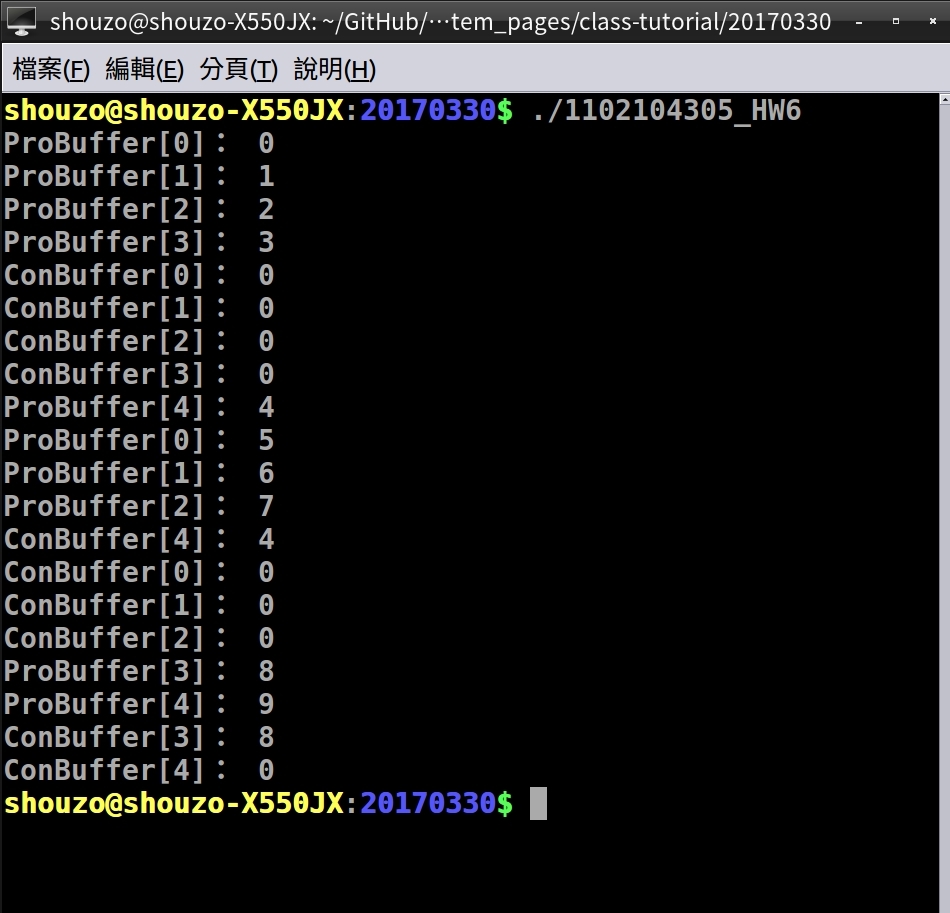 shouzo@shouzo-X550JX: ~/GitHub/···tem_pages/class-tutorial/20170330
檔案(F) 編輯(E) 分頁(T) 說明(H)
shouzo@shouzo-X550JX:20170330$ ./1102104305_HW6
ProBuffer[0]： 0
ProBuffer[1]： 1
ProBuffer[2]： 2
ProBuffer[3]： 3
ConBuffer[0]： 0
ConBuffer[1]： 0
ConBuffer[2]： 0
ConBuffer[3]： 0
ProBuffer[4]： 4
ProBuffer[0]： 5
ProBuffer[1]： 6
ProBuffer[2]： 7
ConBuffer[4]： 4
ConBuffer[0]： 0
ConBuffer[1]： 0
ConBuffer[2]： 0
ProBuffer[3]： 8
ProBuffer[4]： 9
ConBuffer[3]： 8
ConBuffer[4]： 0
shouzo@shouzo-X550JX:20170330$